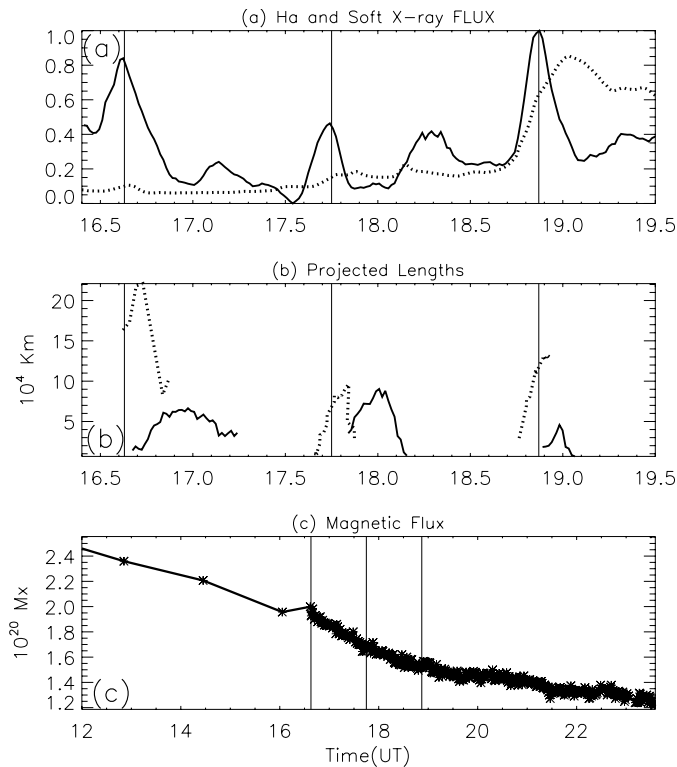 (a) Ha and Soft X-ray FLUX
(a)
1.0
0.8
0.6
0.4
0.2
0.0
16.5 17.0 17.5 18.0 18.5 19.0 19.5
(b) Projected Lengths
20
15
10
5
10⁴ Km
(b)
16.5 17.0 17.5 18.0 18.5 19.0 19.5
(c) Magnetic Flux
2.4
2.2
2.0
1.8
1.6
1.4
1.2
10²⁰ Mx
(c)
12 14 16 18 20 22
Time(UT)